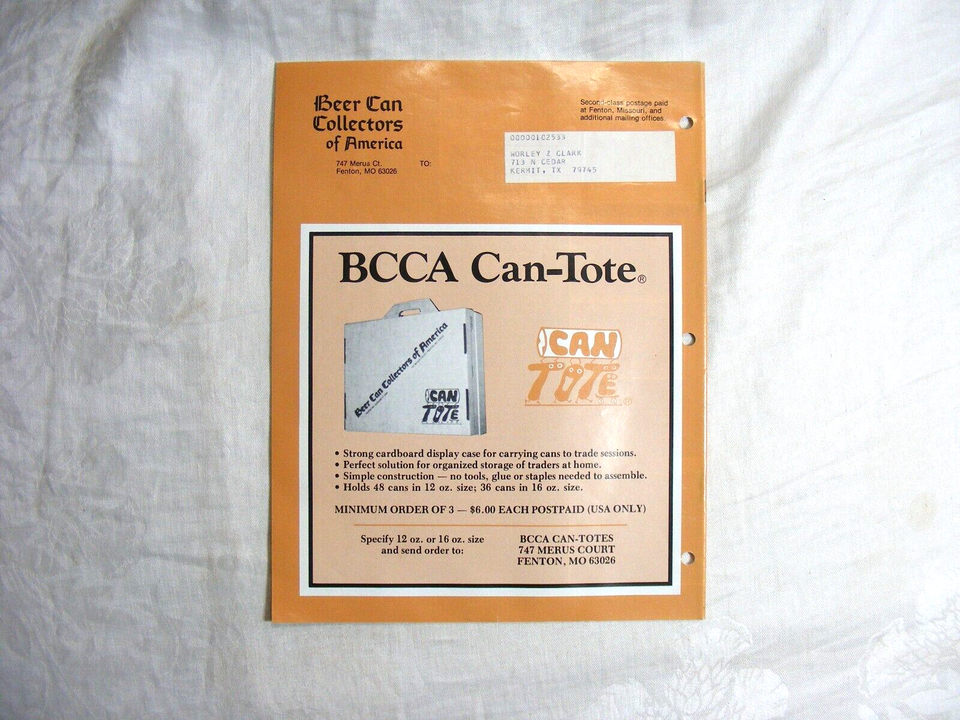 Beer Can
Collectors
of America
747 Merus Ct.
Fenton, MO 63026
TO:
Second-class postage paid
at Fenton, Missouri, and
additional mailing offices
00000102533
WORLEY Z CLARK
713 N CEDAR
KERMIT, TX 79745
BCCA Can-Tote®
Beer Can Collectors of America
CAN
TOTE
CAN
TOTE
• Strong cardboard display case for carrying cans to trade sessions.
• Perfect solution for organized storage of traders at home.
• Simple construction — no tools, glue or staples needed to assemble.
• Holds 48 cans in 12 oz. size; 36 cans in 16 oz. size.
MINIMUM ORDER OF 3 — $6.00 EACH POSTPAID (USA ONLY)
Specify 12 oz. or 16 oz. size
and send order to:
BCCA CAN-TOTES
747 MERUS COURT
FENTON, MO 63026